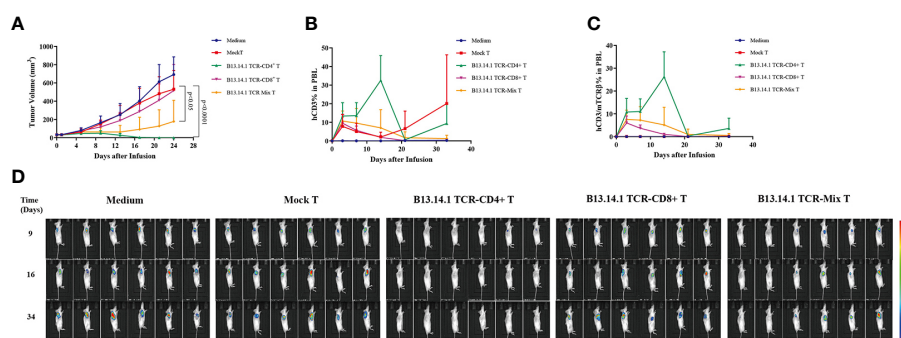 A
Tumor Volume (mm³)
1000
800
600
400
200
0
0 4 8 12 16 20 24 28
Days after Infusion
Medium
MockT
B13.14.1 TCR-CD4⁺ T
B13.14.1 TCR-CD8⁺ T
B13.14.1 TCR-Mix T
p<0.05
p<0.0001
B
hCD3% in PBL
50
40
30
20
10
0
0 10 20 30 40
Days after Infusion
Medium
Mock T
B13.14.1 TCR-CD4+ T
B13.14.1 TCR-CD8+ T
B13.14.1 TCR-Mix T
C
hCD3/mTCRβ% in PBL
40
30
20
10
0
0 10 20 30 40
Days after Infusion
Medium
Mock T
B13.14.1 TCR-CD4+ T
B13.14.1 TCR-CD8+ T
B13.14.1 TCR-Mix T
D
Time
(Days)
Medium
Mock T
B13.14.1 TCR-CD4+ T
B13.14.1 TCR-CD8+ T
B13.14.1 TCR-Mix T
9
16
34